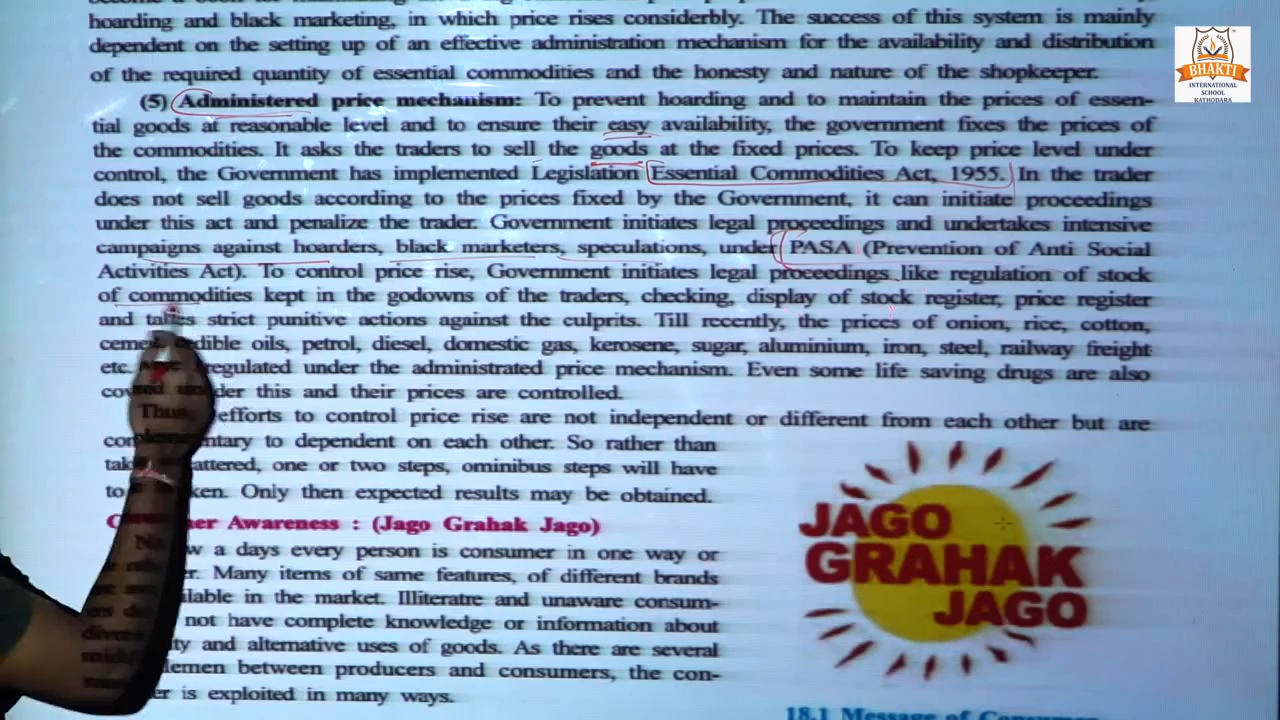 hoarding and black marketing, in which price rises considerbly. The success of this system is mainly
dependent on the setting up of an effective administration mechanism for the availability and distribution
of the required quantity of essential commodities and the honesty and nature of the shopkeeper.
(5) Administered price mechanism: To prevent hoarding and to maintain the prices of essen-
tial goods at reasonable level and to ensure their easy availability, the government fixes the prices of
the commodities. It asks the traders to sell the goods at the fixed prices. To keep price level under
control, the Government has implemented Legislation Essential Commodities Act, 1955. In the trader
does not sell goods according to the prices fixed by the Government, it can initiate proceedings
under this act and penalize the trader. Government initiates legal proceedings and undertakes intensive
campaigns against hoarders, black marketers, speculations, under PASA (Prevention of Anti Social
Activities Act). To control price rise, Government initiates legal proceedings like regulation of stock
of commodities kept in the godowns of the traders, checking, display of stock register, price register
and takes strict punitive actions against the culprits. Till recently, the prices of onion, rice, cotton,
edible oils, petrol, diesel, domestic gas, kerosene, sugar, aluminium, iron, steel, railway freight
etc. regulated under the administrated price mechanism. Even some life saving drugs are also
this and their prices are controlled.
Thus, efforts to control price rise are not independent or different from each other but are
to dependent on each other. So rather than
one or two steps, ominibus steps will have
to Only then expected results may be obtained.
Awareness : (Jago Grahak Jago)
a days every person is consumer in one way or
Many items of same features, of different brands
in the market. Illiteratre and unaware consum-
not have complete knowledge or information about
and alternative uses of goods. As there are several
between producers and consumers, the con-
is exploited in many ways.
JAGO
GRAHAK
JAGO
18.1 Message of Consumer
BHAKTI
INTERNATIONAL
SCHOOL
KATHODARA